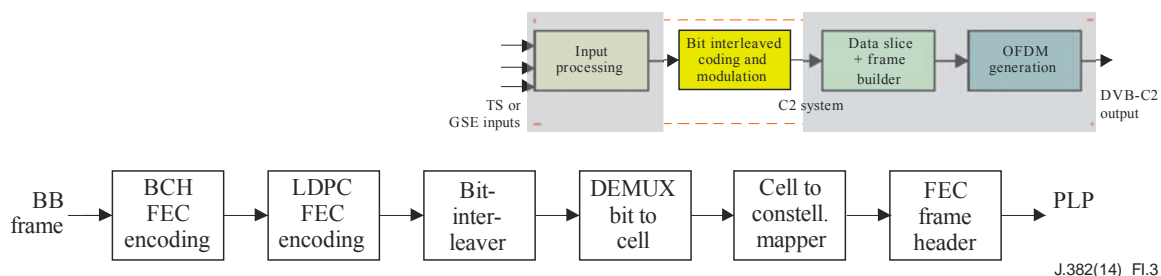 Input
processing
Bit interleaved
coding and
modulation
Data slice
+ frame
builder
OFDM
generation
TS or
GSE inputs
C2 system
DVB-C2
output
BB
frame
BCH
FEC
encoding
LDPC
FEC
encoding
Bit-
inter-
leaver
DEMUX
bit to
cell
Cell to
constell.
mapper
FEC
frame
header
PLP
J.382(14)_FI.3